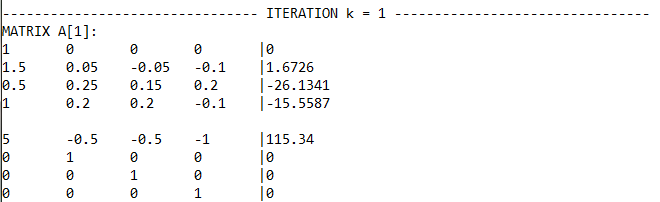 -------------------------------- ITERATION k = 1 --------------------------------
MATRIX A[1]:
1 0 0 0 |0
1.5 0.05 -0.05 -0.1 |1.6726
0.5 0.25 0.15 0.2 |-26.1341
1 0.2 0.2 -0.1 |-15.5587
5 -0.5 -0.5 -1 |115.34
0 1 0 0 |0
0 0 1 0 |0
0 0 0 1 |0